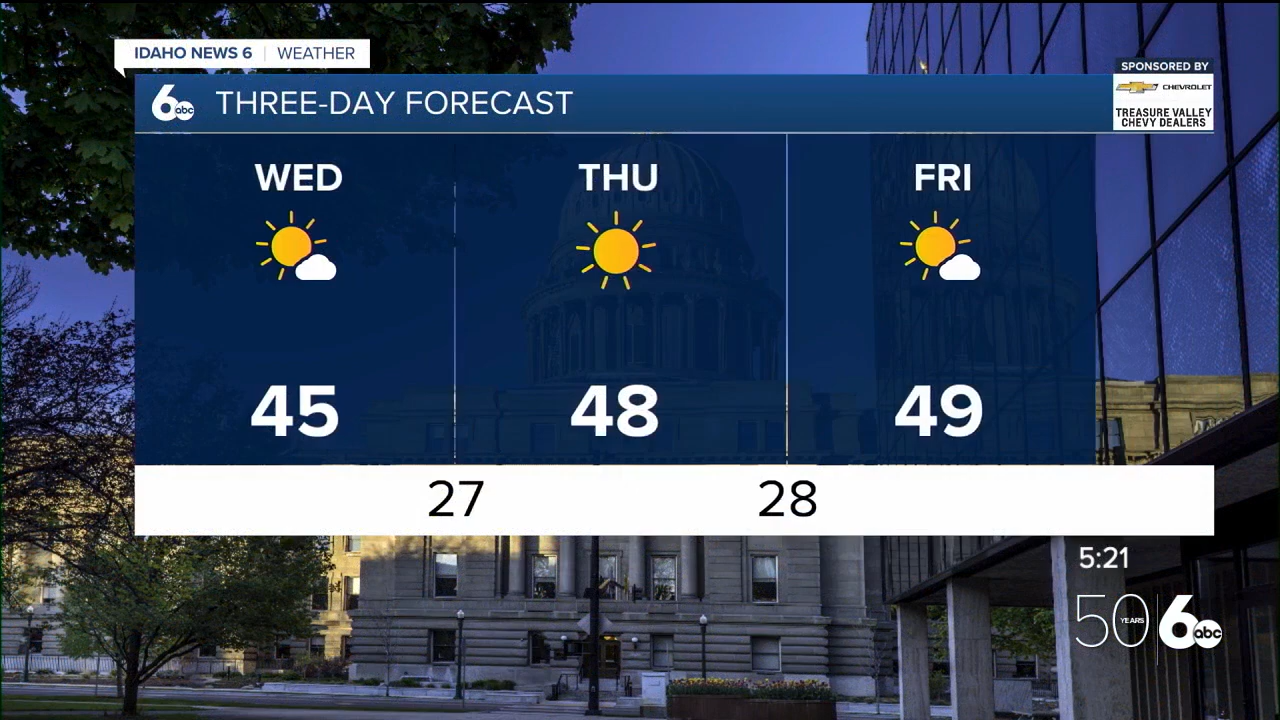 IDAHO NEWS 6 | WEATHER
SPONSORED BY
CHEVROLET
TREASURE VALLEY
CHEVY DEALERS
6abc THREE-DAY FORECAST
WED THU FRI
45 48 49
27 28
5:21
50 YEARS 6abc